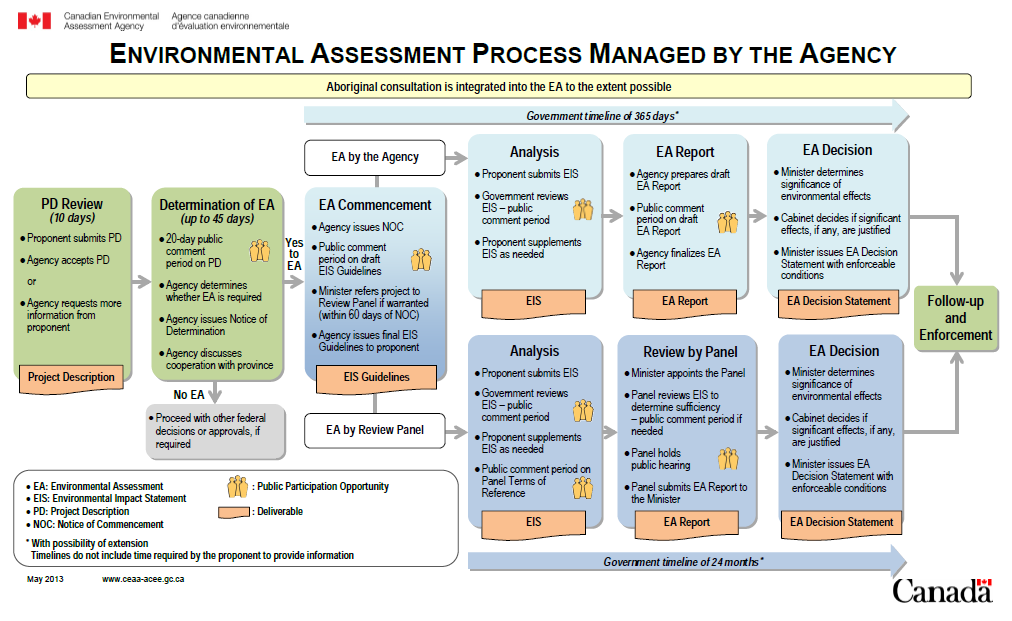 Canadian Environmental
Assessment Agency
Agence canadienne
d'évaluation environnementale
ENVIRONMENTAL ASSESSMENT PROCESS MANAGED BY THE AGENCY
Aboriginal consultation is integrated into the EA to the extent possible
Government timeline of 365 days*
PD Review
(10 days)
• Proponent submits PD
• Agency accepts PD
or
• Agency requests more
information from
proponent
Project Description
Determination of EA
(up to 45 days)
• 20-day public
comment
period on PD
• Agency determines
whether EA is required
• Agency issues Notice of
Determination
• Agency discusses
cooperation with province
No EA
• Proceed with other federal
decisions or approvals, if
required
Yes
to
EA
EA by the Agency
EA Commencement
• Agency issues NOC
• Public comment
period on draft
EIS Guidelines
• Minister refers project to
Review Panel if warranted
(within 60 days of NOC)
• Agency issues final EIS
Guidelines to proponent
EIS Guidelines
EA by Review Panel
Analysis
• Proponent submits EIS
• Government reviews
EIS – public
comment period
• Proponent supplements
EIS as needed
EIS
EA Report
• Agency prepares draft
EA Report
• Public comment
period on draft
EA Report
• Agency finalizes EA
Report
EA Report
EA Decision
• Minister determines
significance of
environmental effects
• Cabinet decides if significant
effects, if any, are justified
• Minister issues EA Decision
Statement with enforceable
conditions
EA Decision Statement
Analysis
• Proponent submits EIS
• Government reviews
EIS – public
comment period
• Proponent supplements
EIS as needed
• Public comment period on
Panel Terms of
Reference
EIS
Review by Panel
• Minister appoints the Panel
• Panel reviews EIS to
determine sufficiency
– public comment period if
needed
• Panel holds
public hearing
• Panel submits EA Report to
the Minister
EA Report
EA Decision
• Minister determines
significance of
environmental effects
• Cabinet decides if
significant effects, if any,
are justified
• Minister issues EA
Decision Statement with
enforceable conditions
EA Decision Statement
Follow-up
and
Enforcement
Government timeline of 24 months*
• EA: Environmental Assessment
• EIS: Environmental Impact Statement
• PD: Project Description
• NOC: Notice of Commencement
: Public Participation Opportunity
: Deliverable
* With possibility of extension
Timelines do not include time required by the proponent to provide information
May 2013
www.ceaa-acee.gc.ca
Canada